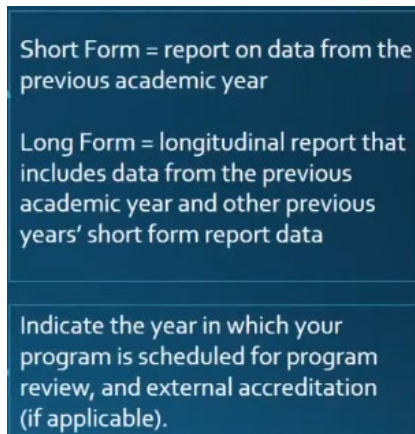 Short Form = report on data from the
previous academic year
Long Form = longitudinal report that
includes data from the previous
academic year and other previous
years' short form report data
Indicate the year in which your
program is scheduled for program
review, and external accreditation
(if applicable).